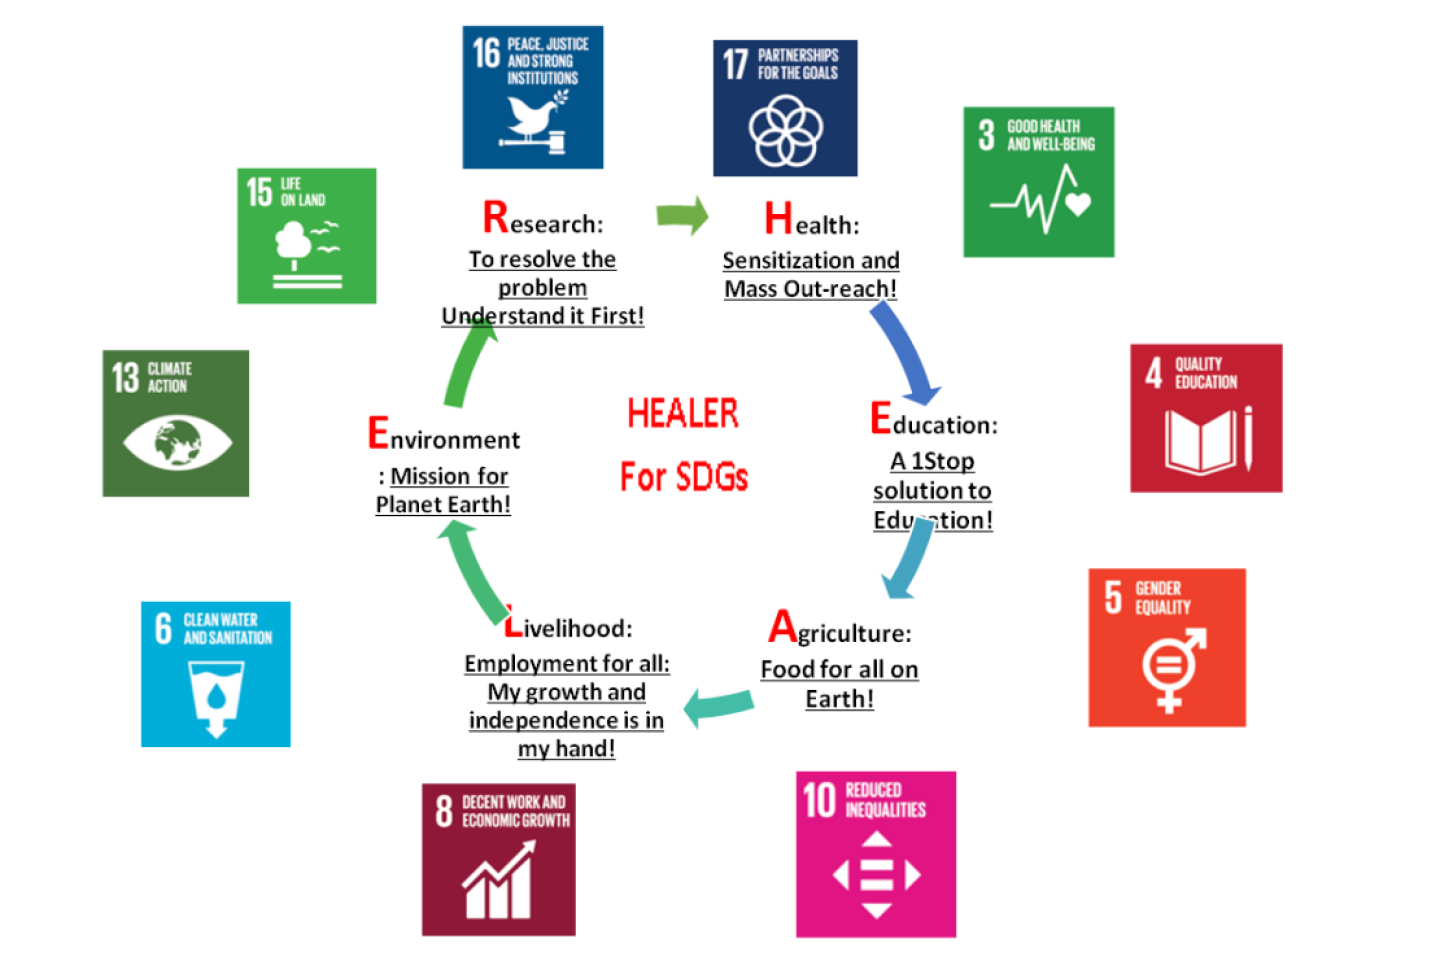 16 PEACE, JUSTICE
AND STRONG
INSTITUTIONS
17 PARTNERSHIPS
FOR THE GOALS
3 GOOD HEALTH
AND WELL-BEING
15 LIFE
ON LAND
Research:
To resolve the
problem
Understand it First!
Health:
Sensitization and
Mass Out-reach!
13 CLIMATE
ACTION
4 QUALITY
EDUCATION
HEALER
For SDGs
Environment
: Mission for
Planet Earth!
Education:
A 1Stop
solution to
Education!
6 CLEAN WATER
AND SANITATION
5 GENDER
EQUALITY
Livelihood:
Employment for all:
My growth and
independence is in
my hand!
Agriculture:
Food for all on
Earth!
8 DECENT WORK AND
ECONOMIC GROWTH
10 REDUCED
INEQUALITIES